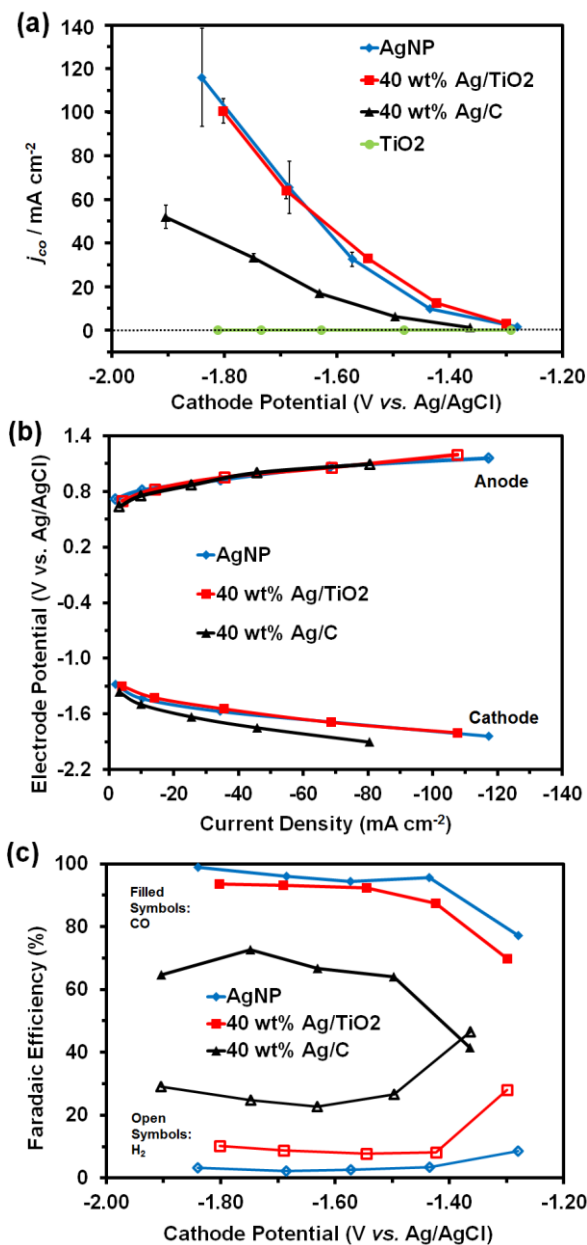 (a)
140
120
100
80
60
40
20
0
j_co / mA cm⁻²
AgNP
40 wt% Ag/TiO2
40 wt% Ag/C
TiO2
-2.00 -1.80 -1.60 -1.40 -1.20
Cathode Potential (V vs. Ag/AgCl)
(b)
1.4
0.8
0.2
-0.4
-1.0
-1.6
-2.2
Electrode Potential (V vs. Ag/AgCl)
Anode
AgNP
40 wt% Ag/TiO2
40 wt% Ag/C
Cathode
0 -20 -40 -60 -80 -100 -120 -140
Current Density (mA cm⁻²)
(c)
100
80
60
40
20
0
Faradaic Efficiency (%)
Filled
Symbols:
CO
AgNP
40 wt% Ag/TiO2
40 wt% Ag/C
Open
Symbols:
H₂
-2.00 -1.80 -1.60 -1.40 -1.20
Cathode Potential (V vs. Ag/AgCl)